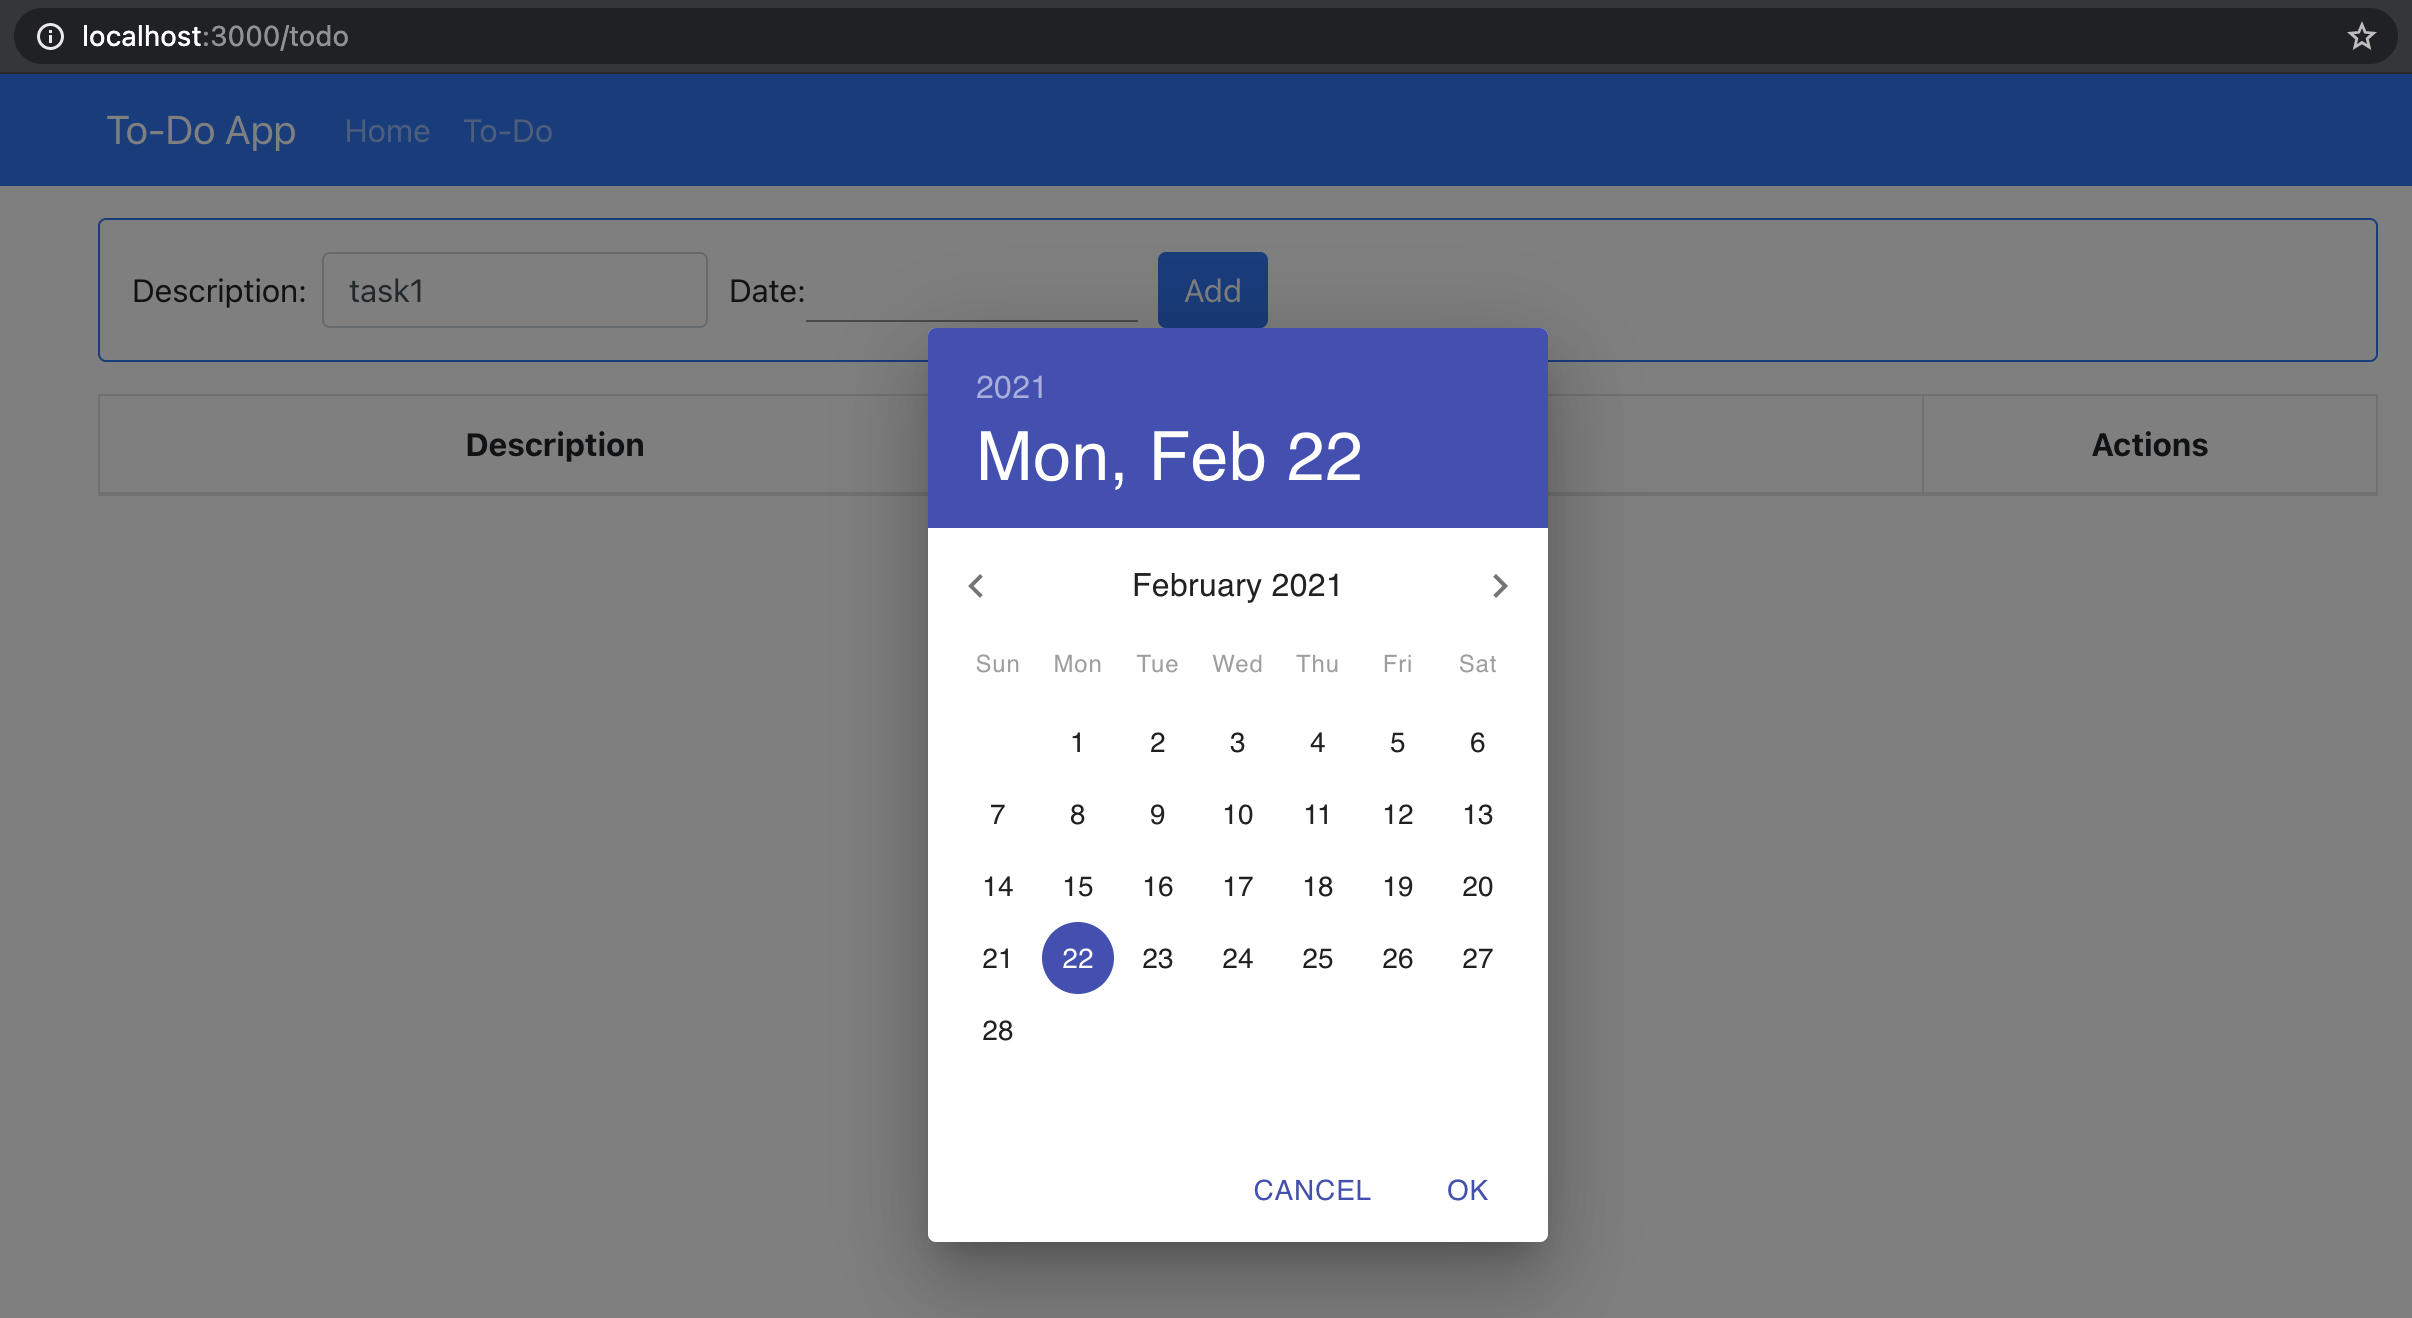 localhost:3000/todo
To-Do App Home To-Do
Description: task1 Date: Add
Description Actions
2021
Mon, Feb 22
February 2021
Sun Mon Tue Wed Thu Fri Sat
1 2 3 4 5 6
7 8 9 10 11 12 13
14 15 16 17 18 19 20
21 22 23 24 25 26 27
28
CANCEL OK